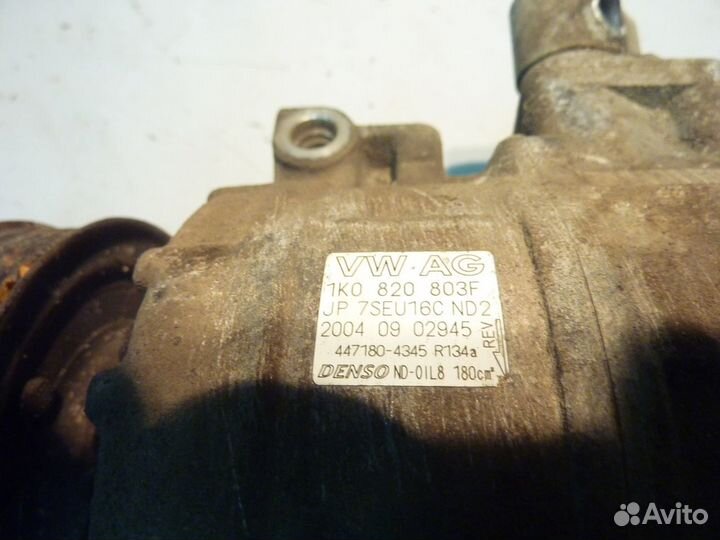 VW AG
1K0 820 803F
JP 7SEU16C ND2
2004 09 02945
REV
447180-4345 R134a
DENSO ND-OIL8 180cm³
Avito